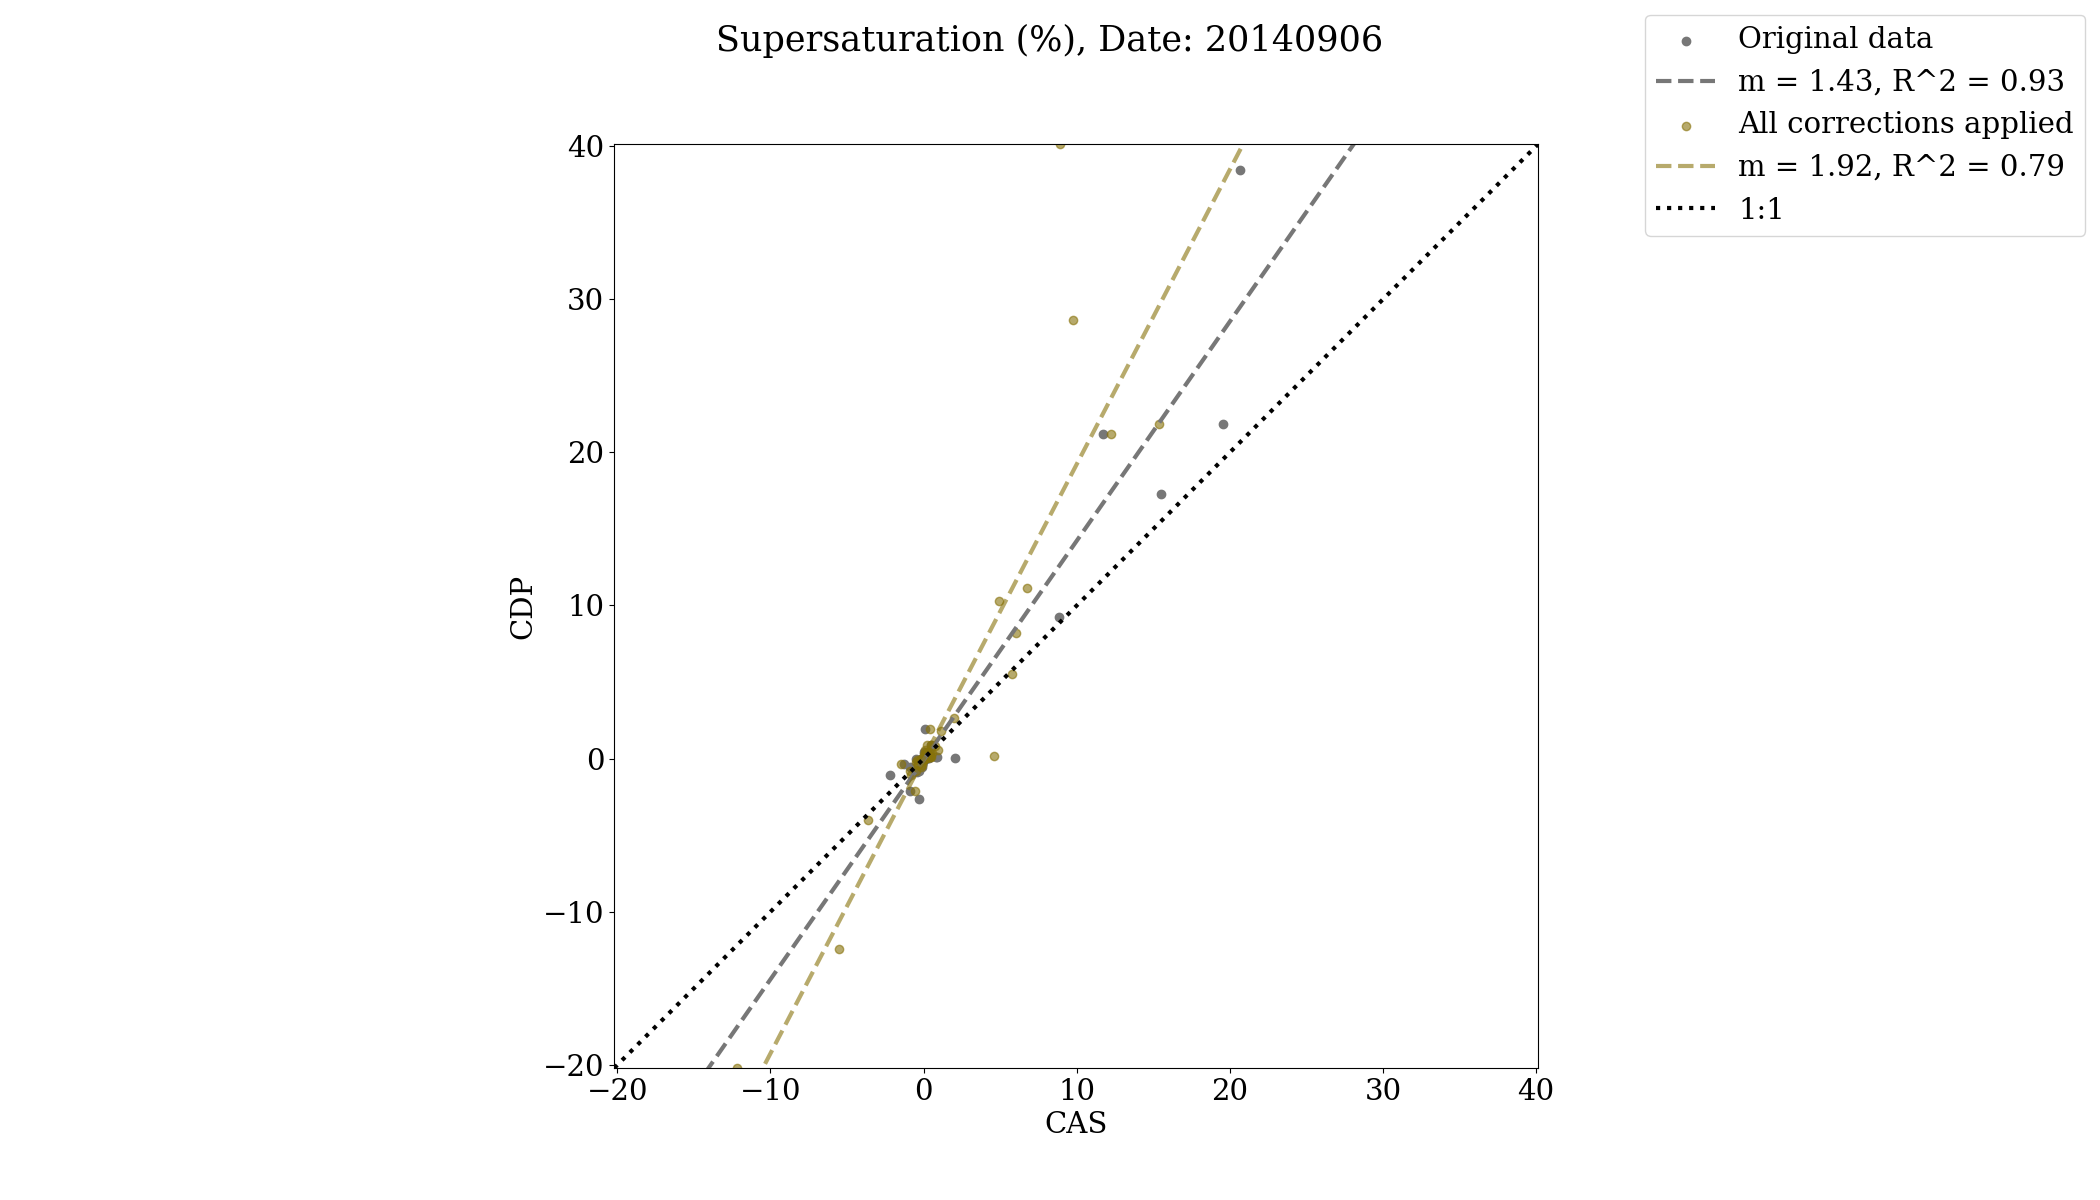 Supersaturation (%), Date: 20140906
Original data
m = 1.43, R^2 = 0.93
All corrections applied
m = 1.92, R^2 = 0.79
1:1
40
30
20
10
0
−10
−20
CDP
−20 −10 0 10 20 30 40
CAS